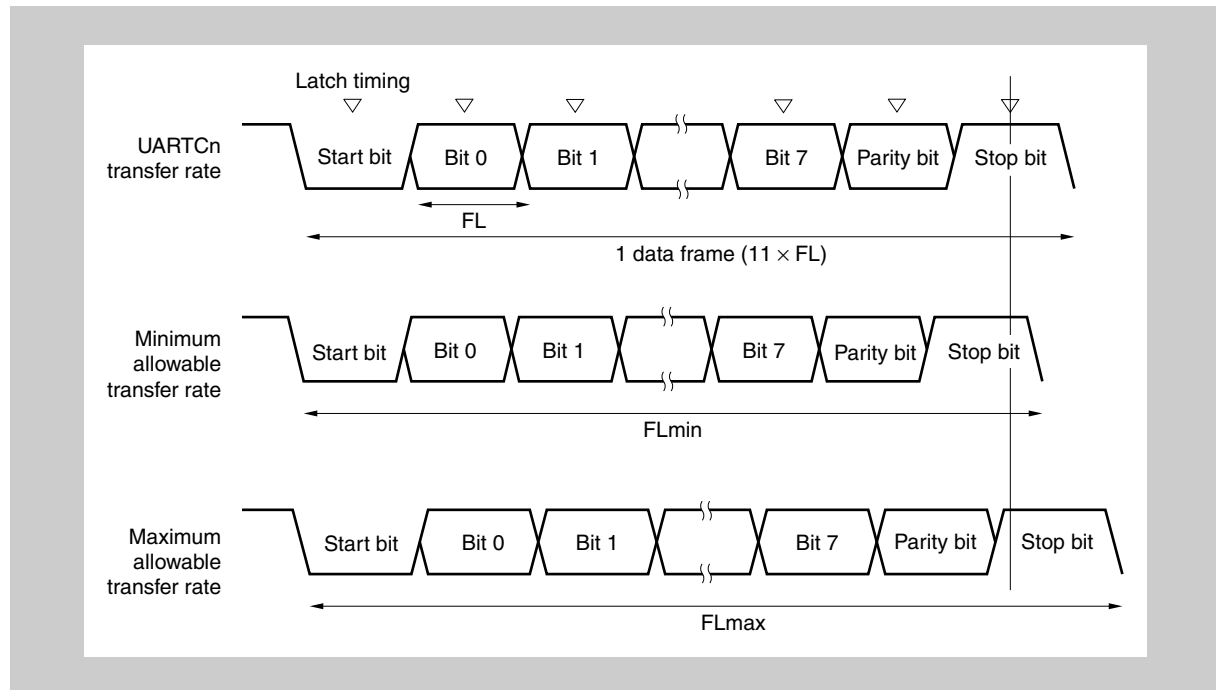 Latch timing
UARTCn
transfer rate
Start bit
Bit 0
Bit 1
Bit 7
Parity bit
Stop bit
FL
1 data frame (11 × FL)
Minimum
allowable
transfer rate
Start bit
Bit 0
Bit 1
Bit 7
Parity bit
Stop bit
FLmin
Maximum
allowable
transfer rate
Start bit
Bit 0
Bit 1
Bit 7
Parity bit
Stop bit
FLmax